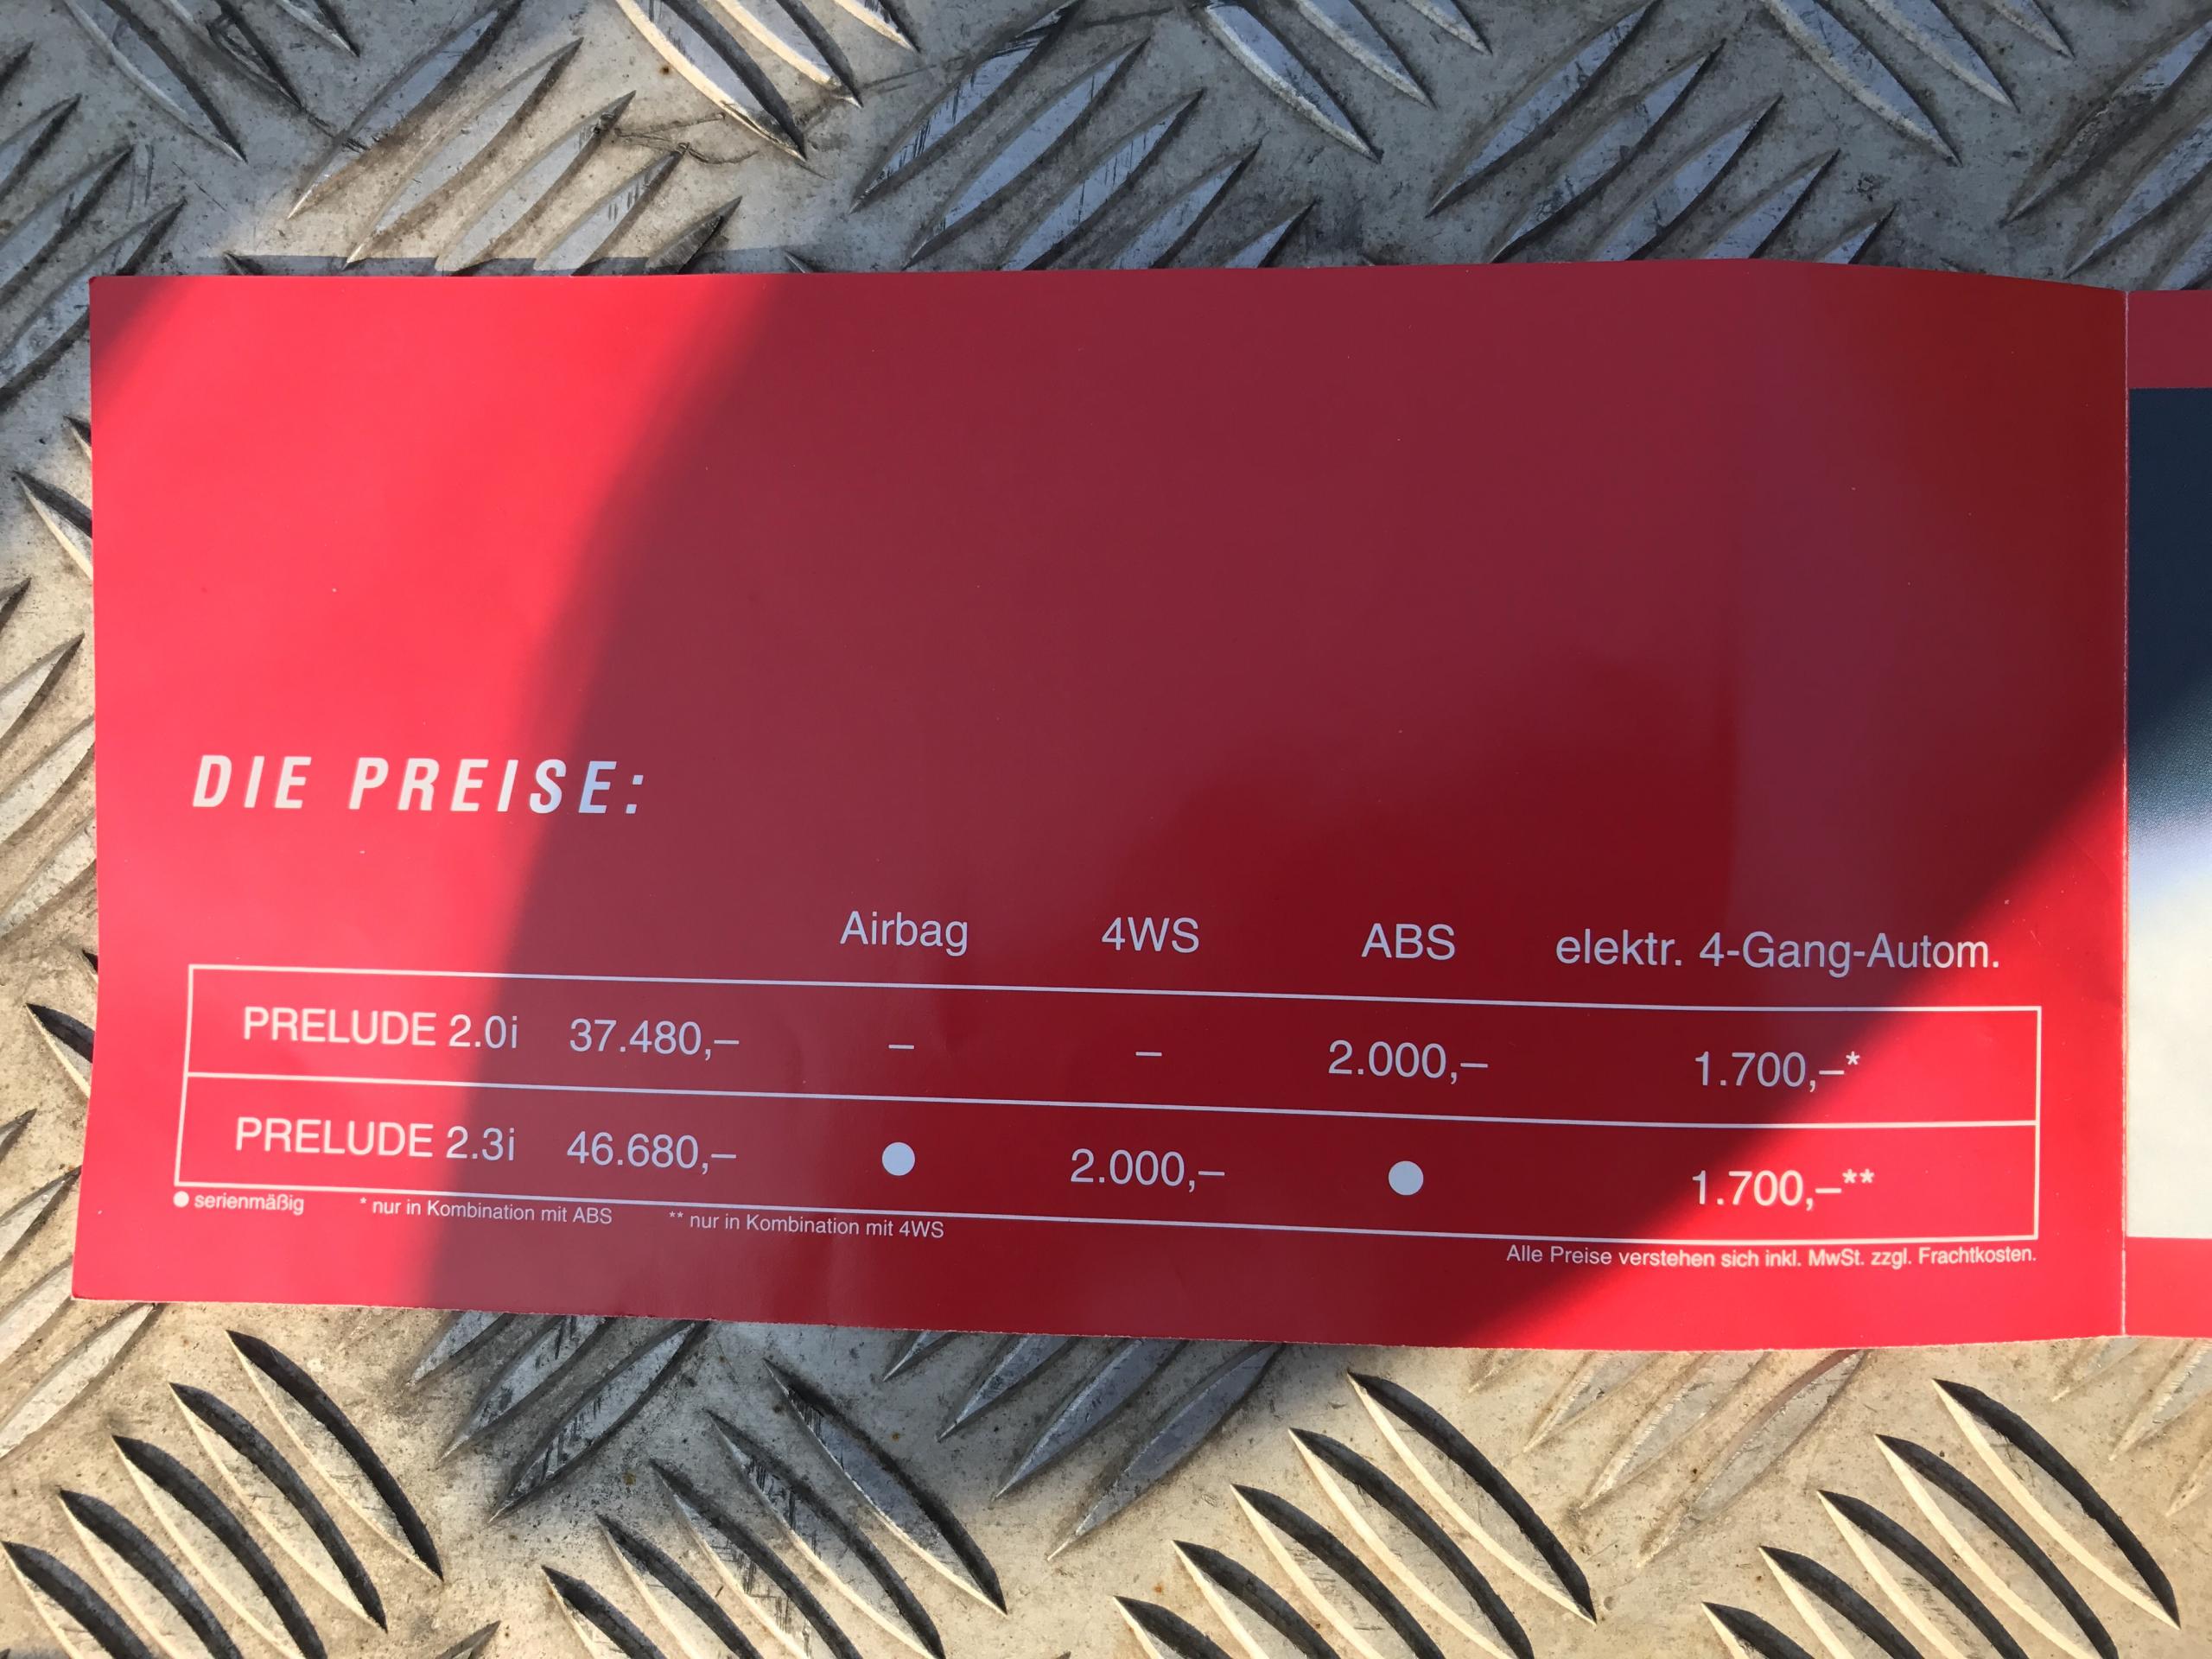 DIE PREISE:
Airbag 4WS ABS elektr. 4-Gang-Autom.
PRELUDE 2.0i 37.480,– – – 2.000,– 1.700,–*
PRELUDE 2.3i 46.680,– ● 2.000,– ● 1.700,–**
● serienmäßig * nur in Kombination mit ABS ** nur in Kombination mit 4WS
Alle Preise verstehen sich inkl. MwSt. zzgl. Frachtkosten.